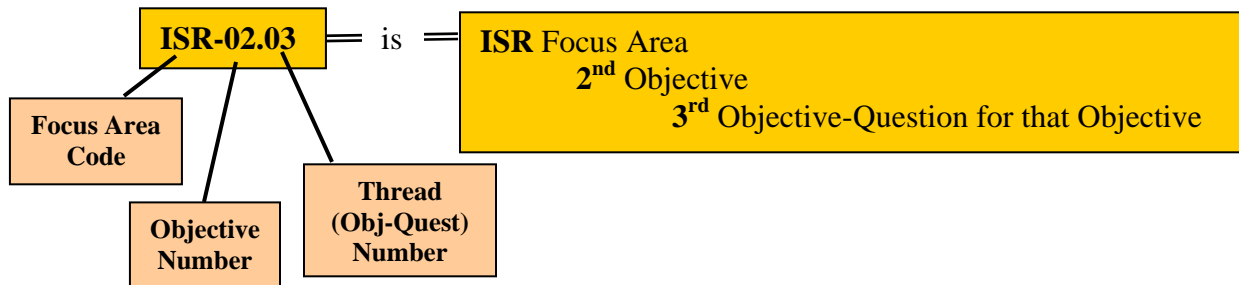 ISR-02.03
is
ISR Focus Area
2nd Objective
3rd Objective-Question for that Objective
Focus Area
Code
Objective
Number
Thread
(Obj-Quest)
Number